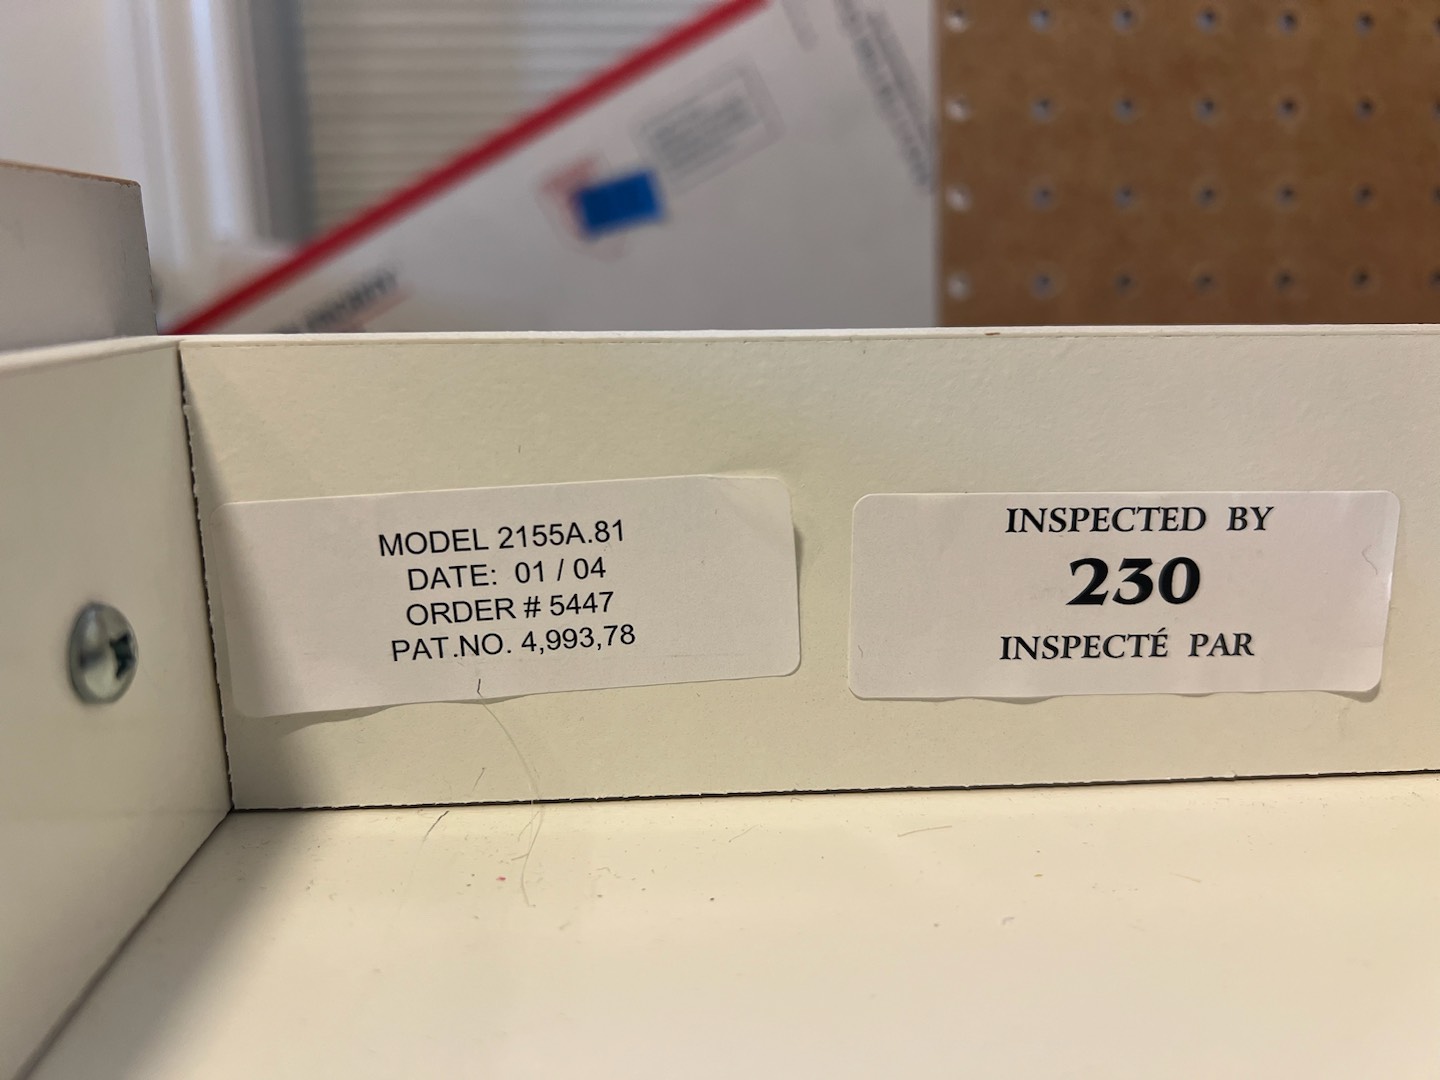 MODEL 2155A.81
DATE: 01 / 04
ORDER # 5447
PAT.NO. 4,993,78
INSPECTED BY
230
INSPECTÉ PAR